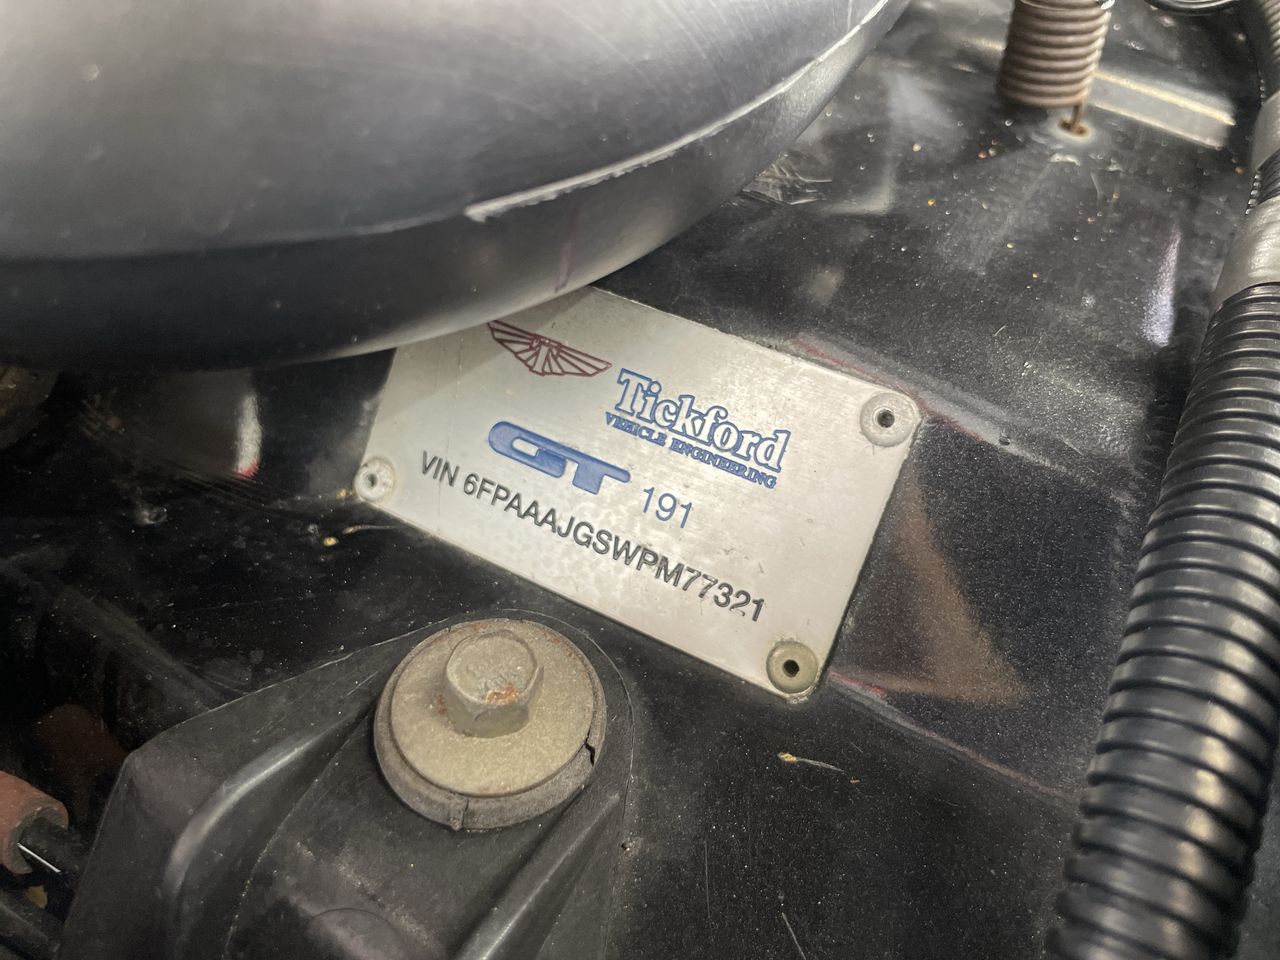 Tickford
VEHICLE ENGINEERING
GT 191
VIN 6FPAAAJGSWPM77321